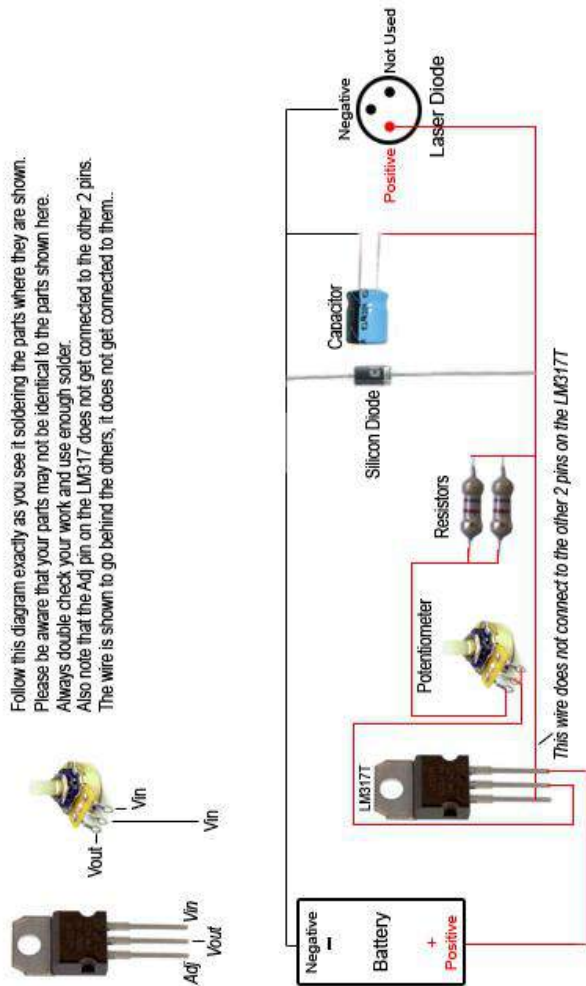 Follow this diagram exactly as you see it soldering the parts where they are shown.
Please be aware that your parts may not be identical to the parts shown here.
Always double check your work and use enough solder.
Also note that the Adj pin on the LM317 does not get connected to the other 2 pins.
The wire is shown to go behind the others, it does not get connected to them..
Adj
Vout
Vin
Vout
Vin
Vin
Negative
Battery
+
Positive
LM317T
This wire does not connect to the other 2 pins on the LM317T
Potentiometer
Resistors
Silicon Diode
Capacitor
Negative
Not Used
Positive
Laser Diode